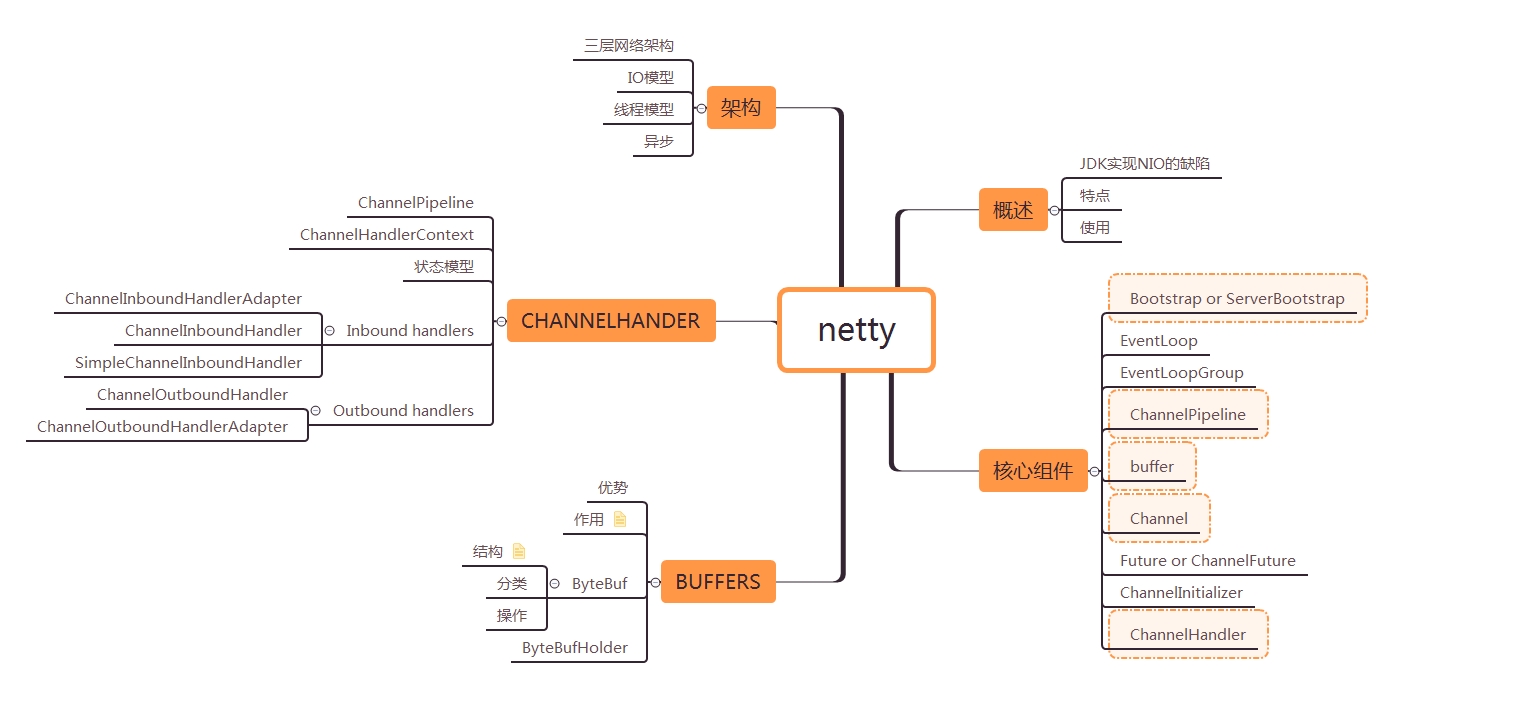 netty
概述
JDK实现NIO的缺陷
特点
使用
核心组件
Bootstrap or ServerBootstrap
EventLoop
EventLoopGroup
ChannelPipeline
buffer
Channel
Future or ChannelFuture
ChannelInitializer
ChannelHandler
架构
三层网络架构
IO模型
线程模型
异步
CHANNELHANDER
ChannelPipeline
ChannelHandlerContext
状态模型
Inbound handlers
ChannelInboundHandlerAdapter
ChannelInboundHandler
SimpleChannelInboundHandler
Outbound handlers
ChannelOutboundHandler
ChannelOutboundHandlerAdapter
BUFFERS
优势
作用
ByteBuf
结构
分类
操作
ByteBufHolder